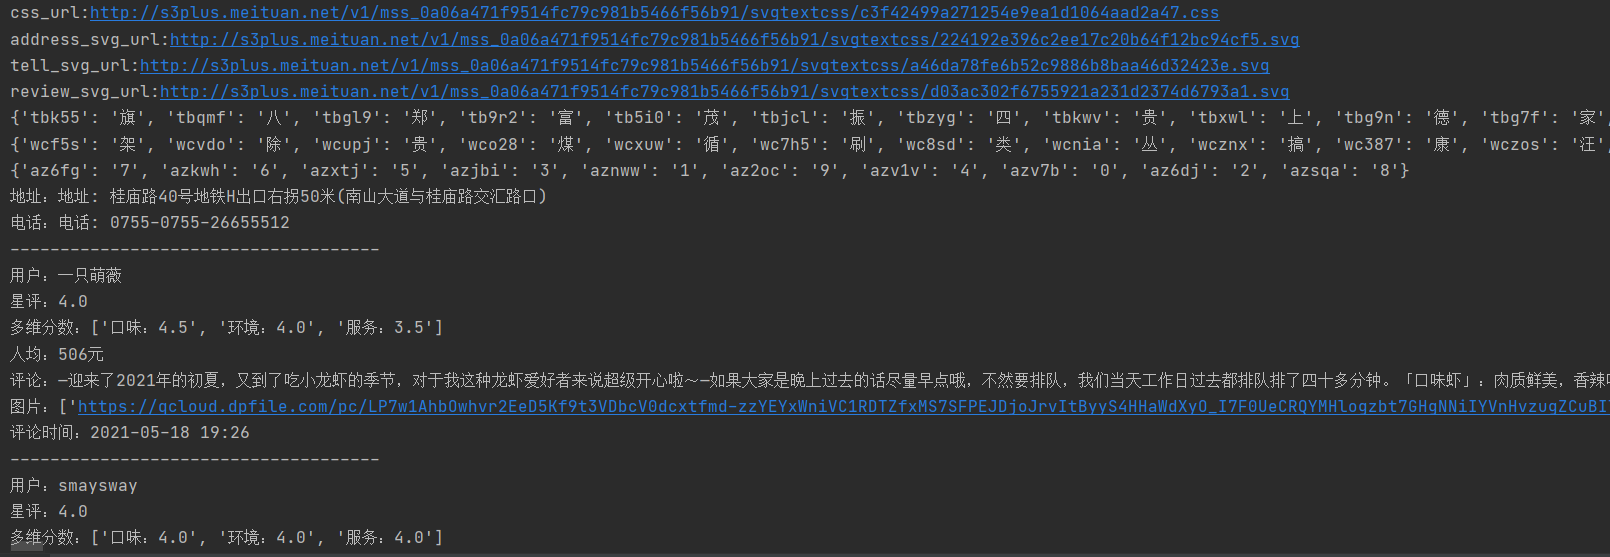 css_url:http://s3plus.meituan.net/v1/mss_0a06a471f9514fc79c981b5466f56b91/svgtextcss/c3f42499a271254e9ea1d1064aad2a47.css
address_svg_url:http://s3plus.meituan.net/v1/mss_0a06a471f9514fc79c981b5466f56b91/svgtextcss/224192e396c2ee17c20b64f12bc94cf5.svg
tell_svg_url:http://s3plus.meituan.net/v1/mss_0a06a471f9514fc79c981b5466f56b91/svgtextcss/a46da78fe6b52c9886b8baa46d32423e.svg
review_svg_url:http://s3plus.meituan.net/v1/mss_0a06a471f9514fc79c981b5466f56b91/svgtextcss/d03ac302f6755921a231d2374d6793a1.svg
{'tbk55': '旗', 'tbqmf': '八', 'tbgl9': '郑', 'tb9r2': '富', 'tb5i0': '茂', 'tbjcl': '振', 'tbzyg': '四', 'tbkwv': '贵', 'tbxwl': '上', 'tbg9n': '德', 'tbg7f': '家',
{'wcf5s': '架', 'wcvdo': '除', 'wcupj': '贵', 'wco28': '煤', 'wcxuw': '循', 'wc7h5': '刷', 'wc8sd': '类', 'wcnia': '丛', 'wcznx': '搞', 'wc387': '康', 'wczos': '汪',
{'az6fg': '7', 'azkwh': '6', 'azxtj': '5', 'azjbi': '3', 'aznww': '1', 'az2oc': '9', 'azv1v': '4', 'azv7b': '0', 'az6dj': '2', 'azsqa': '8'}
地址：地址: 桂庙路40号地铁H出口右拐50米(南山大道与桂庙路交汇路口)
电话：电话: 0755-0755-26655512
-------------------------------------
用户：一只萌薇
星评：4.0
多维分数：['口味：4.5', '环境：4.0', '服务：3.5']
人均：506元
评论：—迎来了2021年的初夏，又到了吃小龙虾的季节，对于我这种龙虾爱好者来说超级开心啦～—如果大家是晚上过去的话尽量早点哦，不然要排队，我们当天工作日过去都排队排了四十多分钟。「口味虾」：肉质鲜美，香辣
图片：['https://qcloud.dpfile.com/pc/LP7w1AhbOwhvr2EeD5Kf9t3VDbcV0dcxtfmd-zzYEYxWniVC1RDTZfxMS7SFPEJDjoJrvItByyS4HHaWdXyO_I7F0UeCRQYMHloqzbt7GHgNNiIYVnHvzugZCuBI
评论时间：2021-05-18 19:26
-------------------------------------
用户：smaysway
星评：4.0
多维分数：['口味：4.0', '环境：4.0', '服务：4.0']